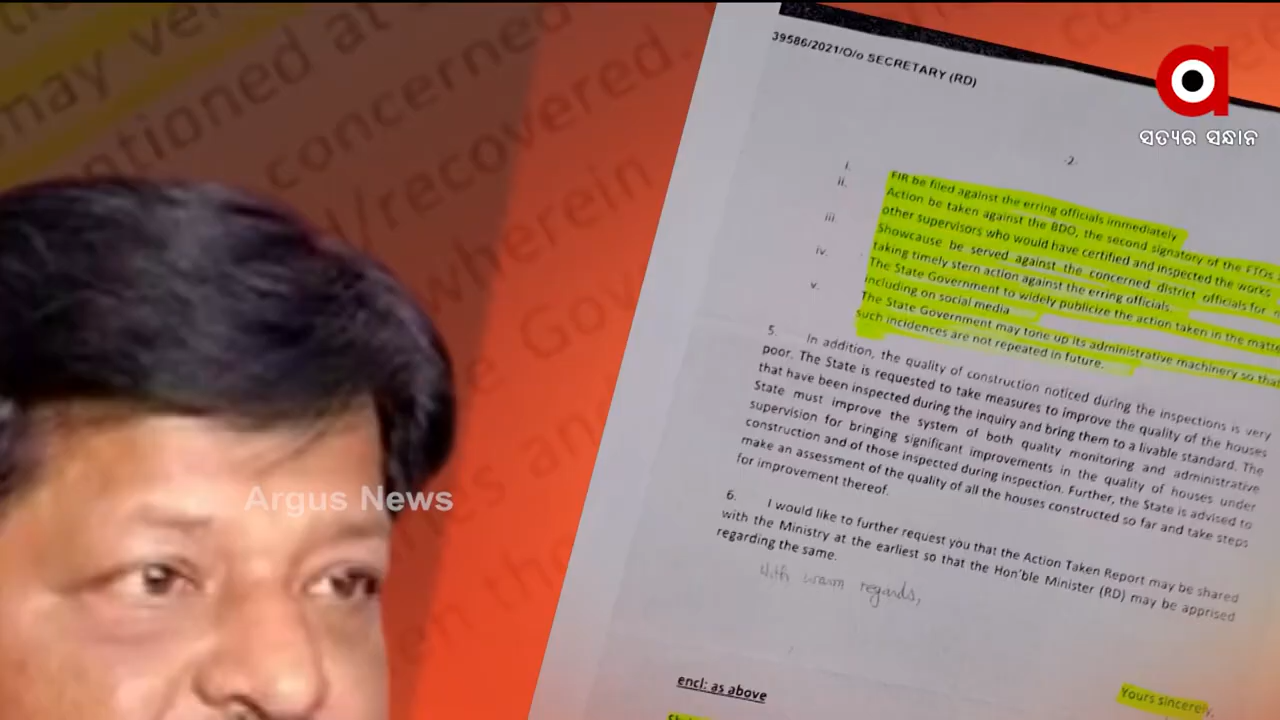 may ve
ntioned at
concerned
d/recovered.
wherein
e Gov
39586/2021/O/o SECRETARY (RD)
ସତ୍ୟର ସନ୍ଧାନ
-2-
i. FIR be filed against the erring officials immediately
ii. Action be taken against the BDO, the second signatory of the FTOs
other supervisors who would have certified and inspected the works
iii Showcause be served against the concerned district officials for
taking timely stern action against the erring officials.
iv. The State Government to widely publicize the action taken in the matte
including on social media
v. The State Government may tone up its administrative machinery so that
such incidences are not repeated in future.
5. In addition, the quality of construction noticed during the inspections is very
poor. The State is requested to take measures to improve the quality of the houses
that have been inspected during the inquiry and bring them to a livable standard. The
State must improve the system of both quality monitoring and administrative
supervision for bringing significant improvements in the quality of houses under
construction and of those inspected during inspection. Further, the State is advised to
make an assessment of the quality of all the houses constructed so far and take steps
for improvement thereof.
6. I would like to further request you that the Action Taken Report may be shared
with the Ministry at the earliest so that the Hon'ble Minister (RD) may be apprised
regarding the same.
With warm regards,
encl: as above
Yours sincerely,
Argus News